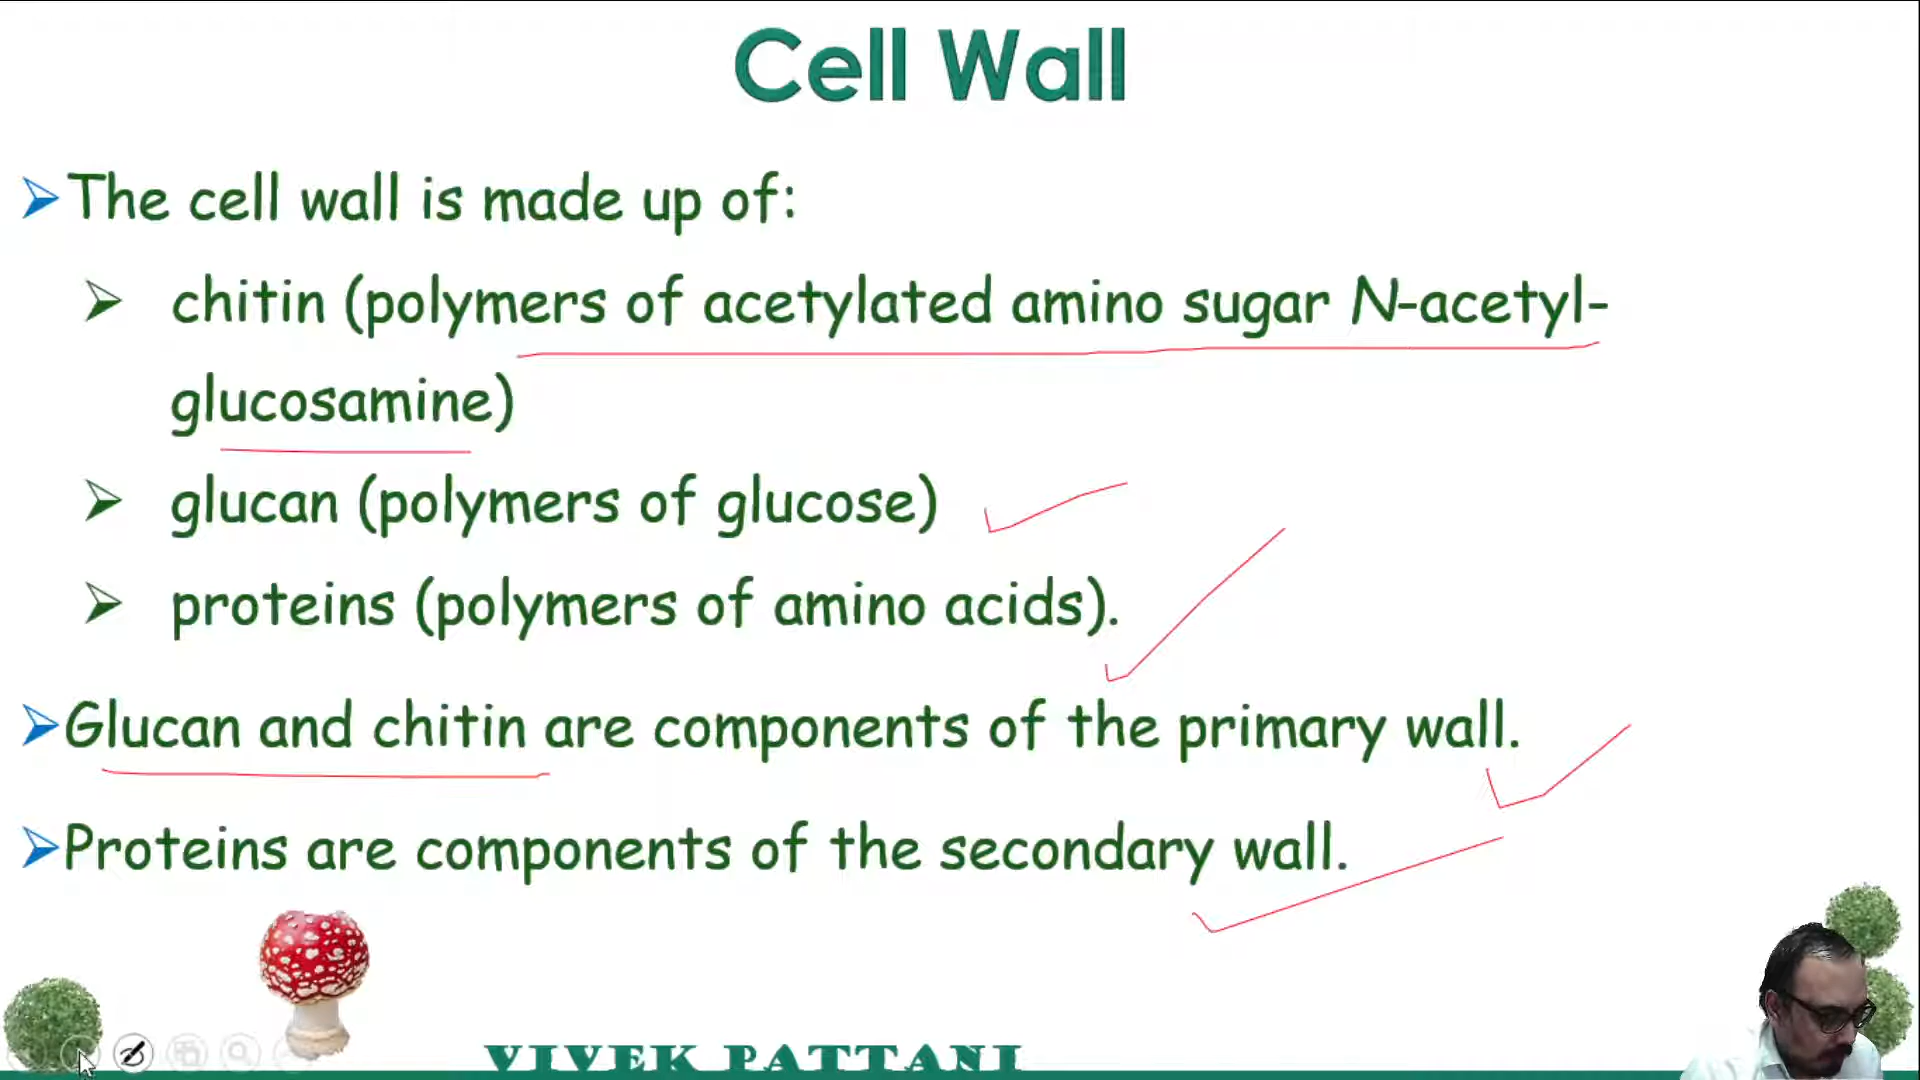 Cell Wall
The cell wall is made up of:
chitin (polymers of acetylated amino sugar N-acetyl-
glucosamine)
glucan (polymers of glucose)
proteins (polymers of amino acids).
Glucan and chitin are components of the primary wall.
Proteins are components of the secondary wall.
VIVEK PATTANI